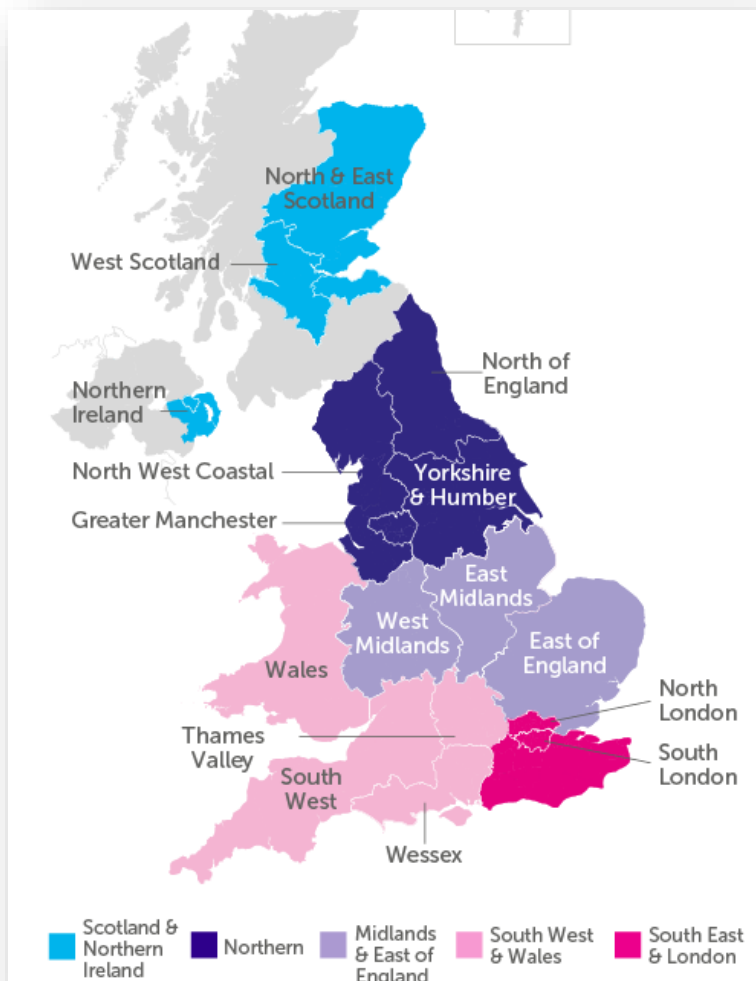 North & East
Scotland
West Scotland
North of
England
Northern
Ireland
North West Coastal
Yorkshire
& Humber
Greater Manchester
East
Midlands
West
Midlands
East of
England
Wales
North
London
Thames
Valley
South
London
South
West
Wessex
Scotland &
Northern
Ireland
Northern
Midlands
& East of
England
South West
& Wales
South East
& London